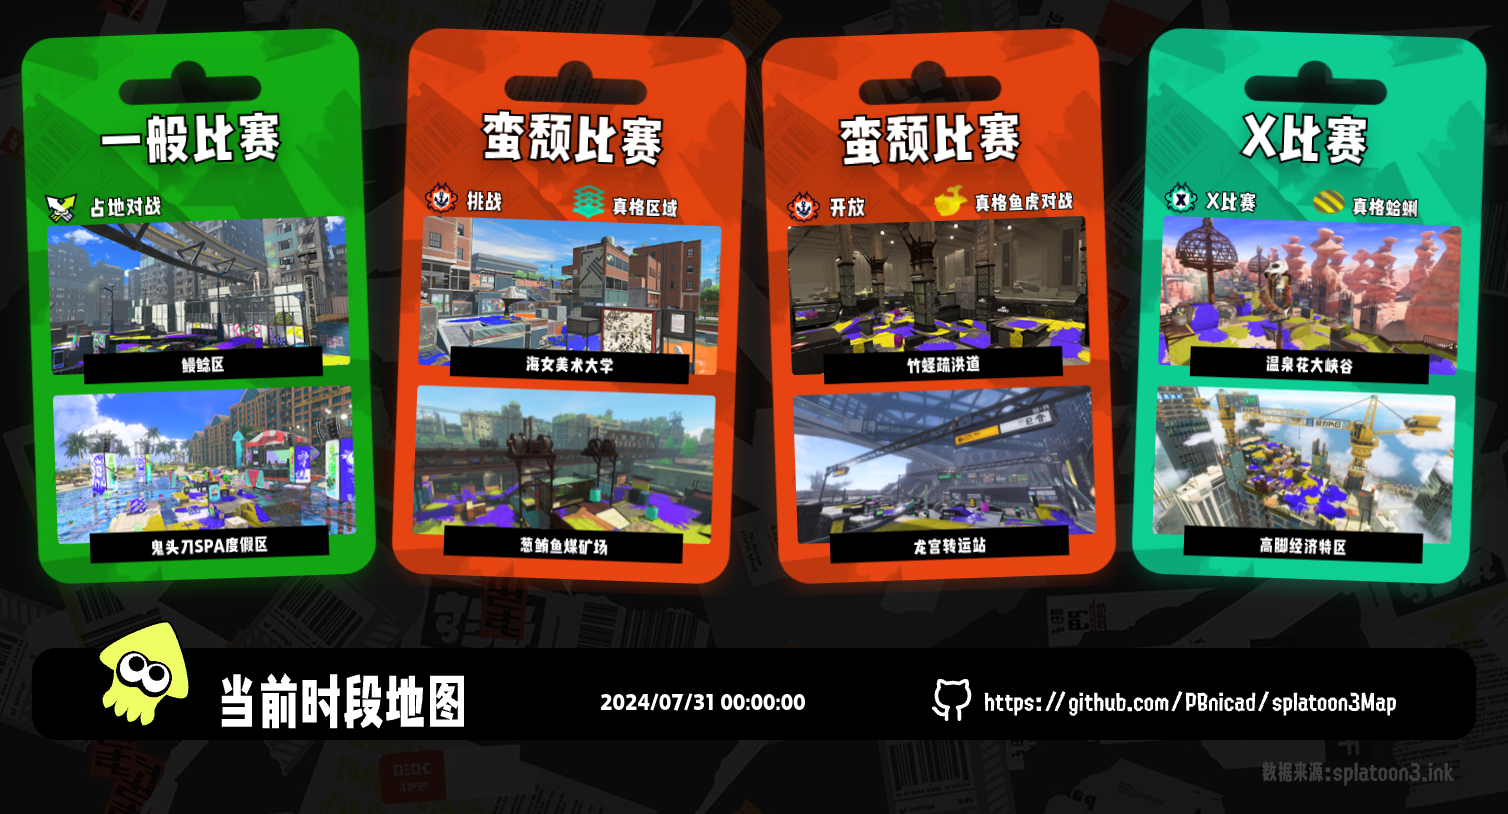 一般比赛
占地对战
鳗鲶区
鬼头刀SPA度假区
蛮颓比赛
挑战
真格区域
海女美术大学
葱鲔鱼煤矿场
蛮颓比赛
开放
真格鱼虎对战
竹蛏疏洪道
龙宫转运站
X比赛
X比赛
真格蛤蜊
温泉花大峡谷
高脚经济特区
当前时段地图
2024/07/31 00:00:00
https://github.com/PBnicad/splatoon3Map
数据来源:splatoon3.ink